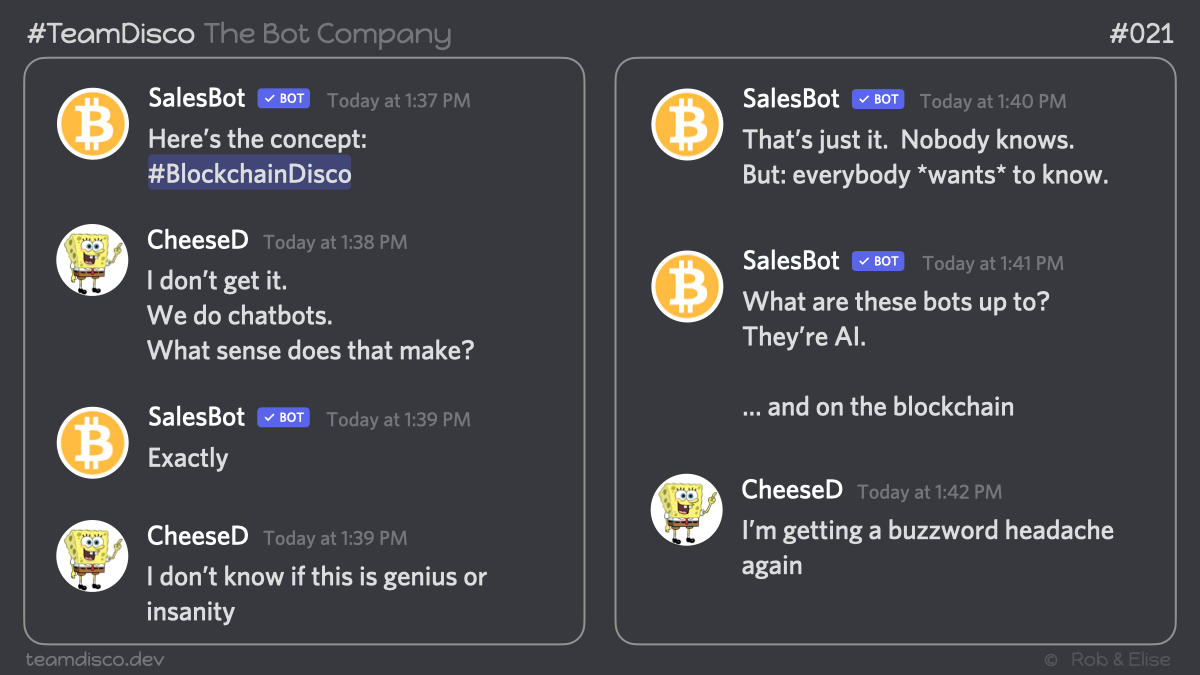 #TeamDisco The Bot Company
#021
SalesBot ✓ BOT Today at 1:37 PM
Here's the concept:
#BlockchainDisco
CheeseD Today at 1:38 PM
I don't get it.
We do chatbots.
What sense does that make?
SalesBot ✓ BOT Today at 1:39 PM
Exactly
CheeseD Today at 1:39 PM
I don't know if this is genius or
insanity
SalesBot ✓ BOT Today at 1:40 PM
That's just it.  Nobody knows.
But: everybody *wants* to know.
SalesBot ✓ BOT Today at 1:41 PM
What are these bots up to?
They're AI.
... and on the blockchain
CheeseD Today at 1:42 PM
I'm getting a buzzword headache
again
teamdisco.dev
© Rob & Elise